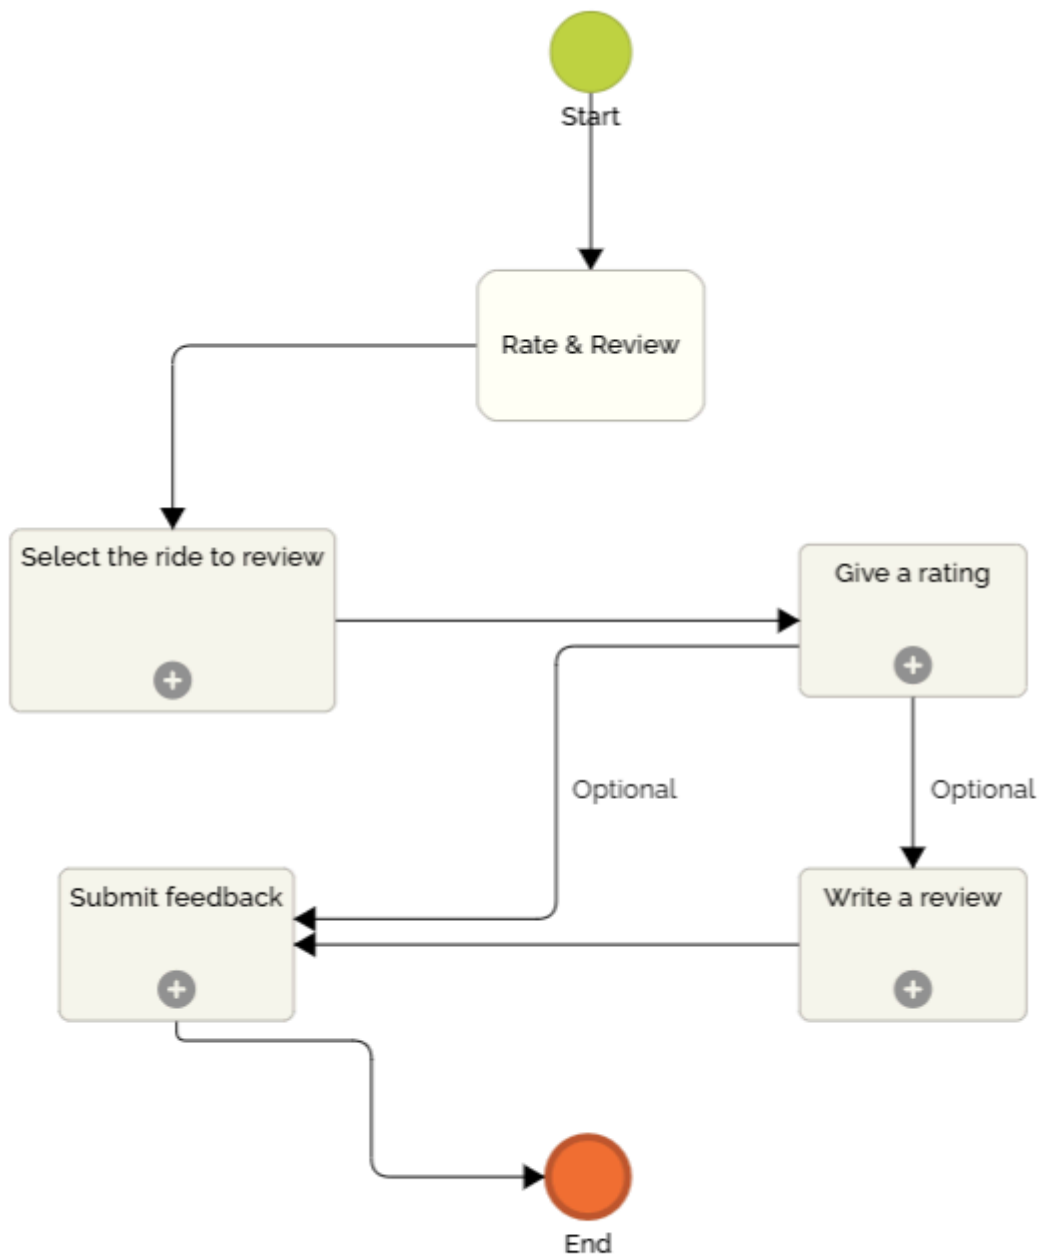 Start
Rate & Review
Select the ride to review
Give a rating
Optional
Optional
Submit feedback
Write a review
End